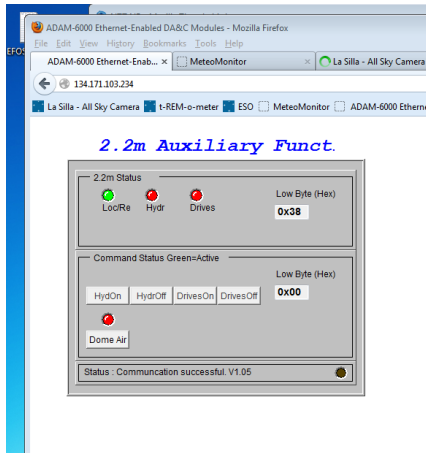 ADAM-6000 Ethernet-Enabled DA&C Modules - Mozilla Firefox
File Edit View History Bookmarks Tools Help
ADAM-6000 Ethernet-Enab... × MeteoMonitor × La Silla - All Sky Camera
134.171.103.234
La Silla - All Sky Camera t-REM-o-meter ESO MeteoMonitor ADAM-6000 Ethern
2.2m Auxiliary Funct.
2.2m Status
Low Byte (Hex)
Loc/Re Hydr Drives
0x38
Command Status Green=Active
Low Byte (Hex)
HydOn HydrOff DrivesOn DrivesOff 0x00
Dome Air
Status : Communcation successful. V1.05